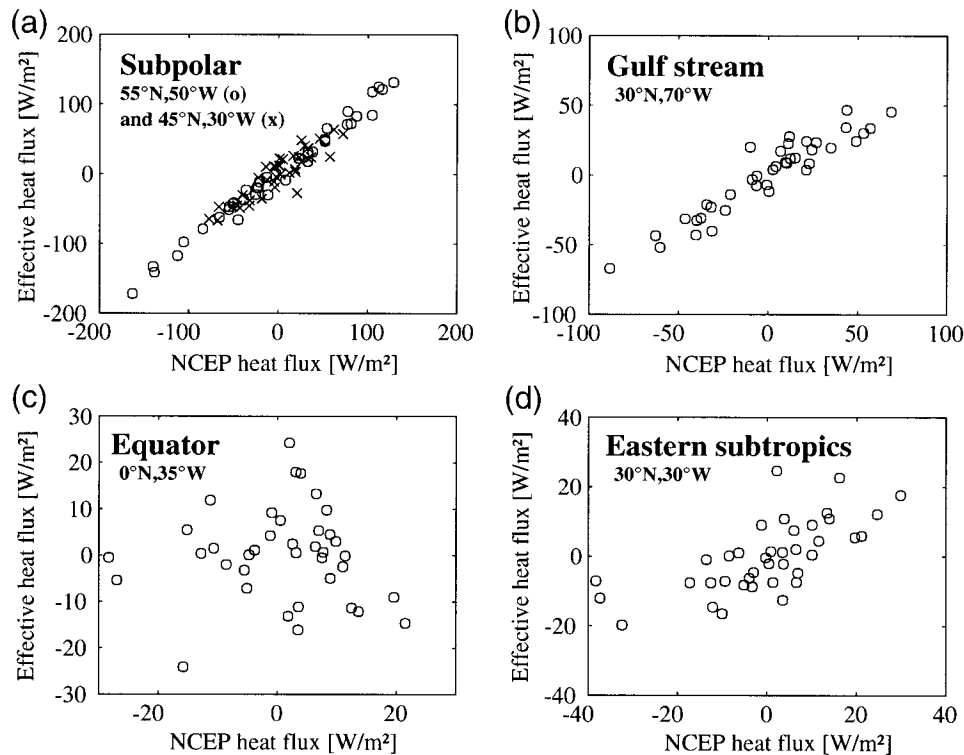 (a)
200
100
0
-100
-200
Effective heat flux [W/m²]
Subpolar
55°N,50°W (o)
and 45°N,30°W (x)
-200 -100 0 100 200
NCEP heat flux [W/m²]
(b)
100
50
0
-50
-100
Effective heat flux [W/m²]
Gulf stream
30°N,70°W
-100 -50 0 50 100
NCEP heat flux [W/m²]
(c)
30
20
10
0
-10
-20
-30
Effective heat flux [W/m²]
Equator
0°N,35°W
-20 0 20
NCEP heat flux [W/m²]
(d)
40
20
0
-20
-40
Effective heat flux [W/m²]
Eastern subtropics
30°N,30°W
-40 -20 0 20 40
NCEP heat flux [W/m²]